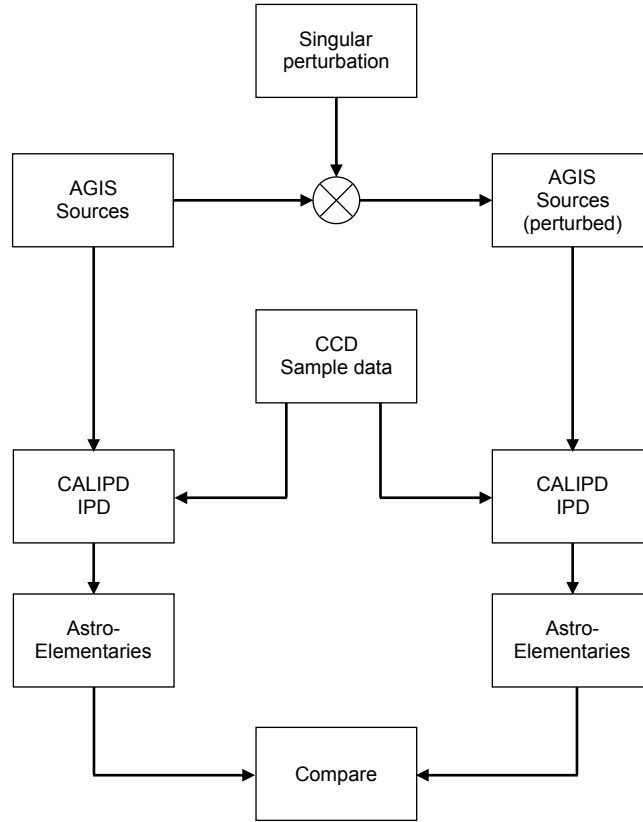 Singular
perturbation
AGIS
Sources
AGIS
Sources
(perturbed)
CCD
Sample data
CALIPD
IPD
CALIPD
IPD
Astro-
Elementaries
Astro-
Elementaries
Compare